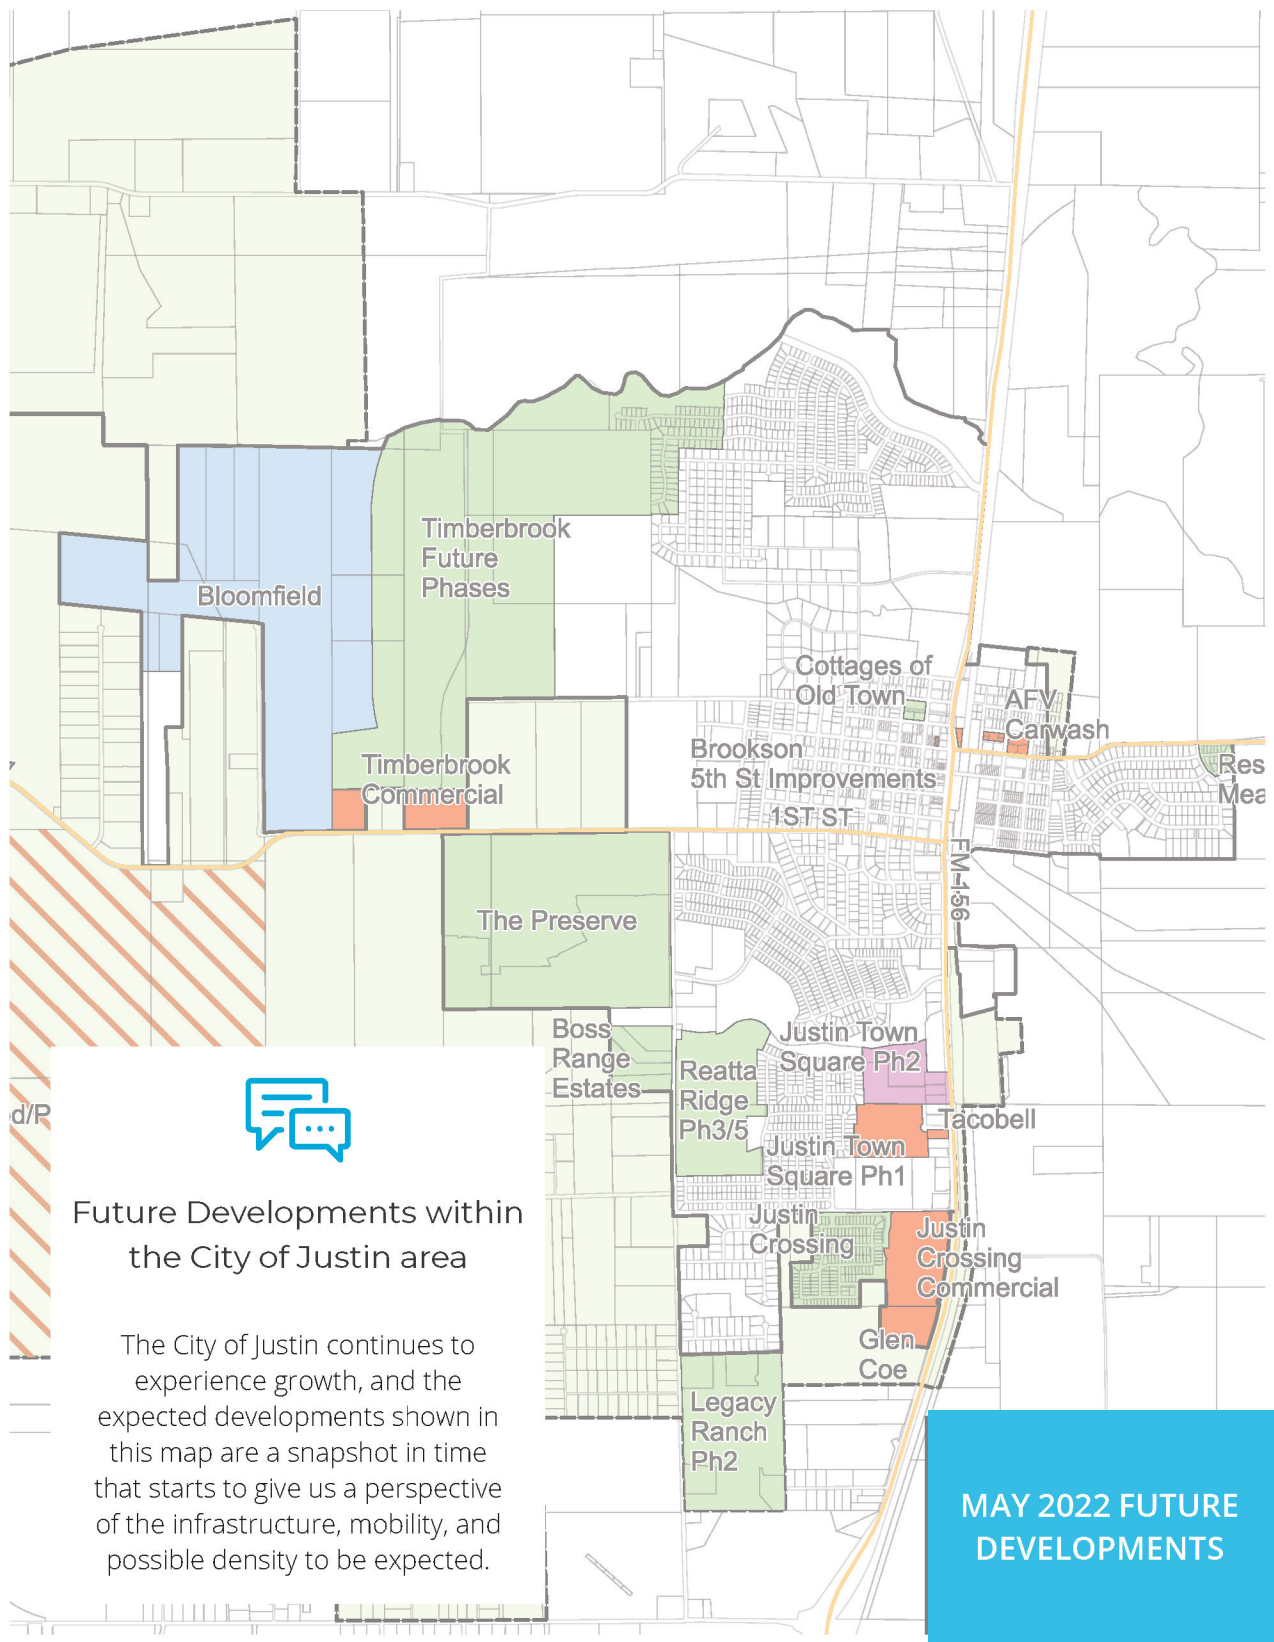 Timberbrook
Future
Phases
Bloomfield
Cottages of
Old Town
AFV
Carwash
Brookson
5th St Improvements
Res
Mea
Timberbrook
Commercial
1ST ST
FM 156
The Preserve
Boss
Range
Estates
Justin Town
Square Ph2
Reatta
Ridge
Ph3/5
d/P
Tacobell
Justin Town
Square Ph1
Justin
Crossing
Justin
Crossing
Commercial
Glen
Coe
Legacy
Ranch
Ph2
Future Developments within
the City of Justin area
The City of Justin continues to
experience growth, and the
expected developments shown in
this map are a snapshot in time
that starts to give us a perspective
of the infrastructure, mobility, and
possible density to be expected.
MAY 2022 FUTURE
DEVELOPMENTS